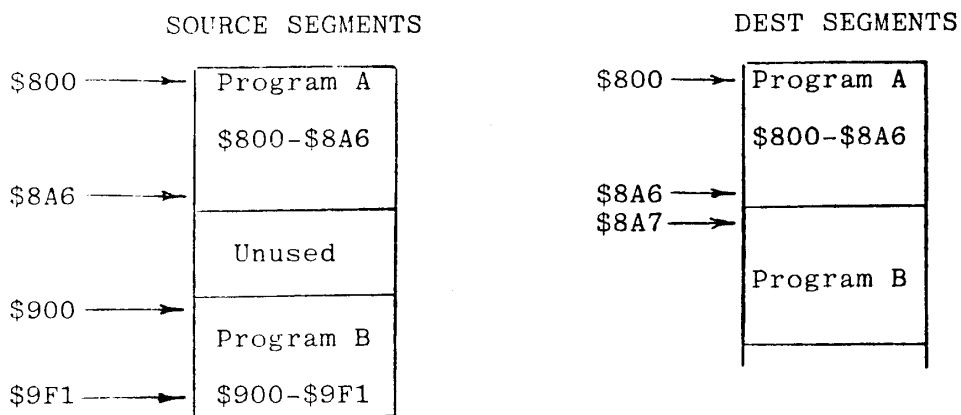 SOURCE SEGMENTS
$800
Program A
$800-$8A6
$8A6
Unused
$900
Program B
$9F1
$900-$9F1
DEST SEGMENTS
$800
Program A
$800-$8A6
$8A6
$8A7
Program B